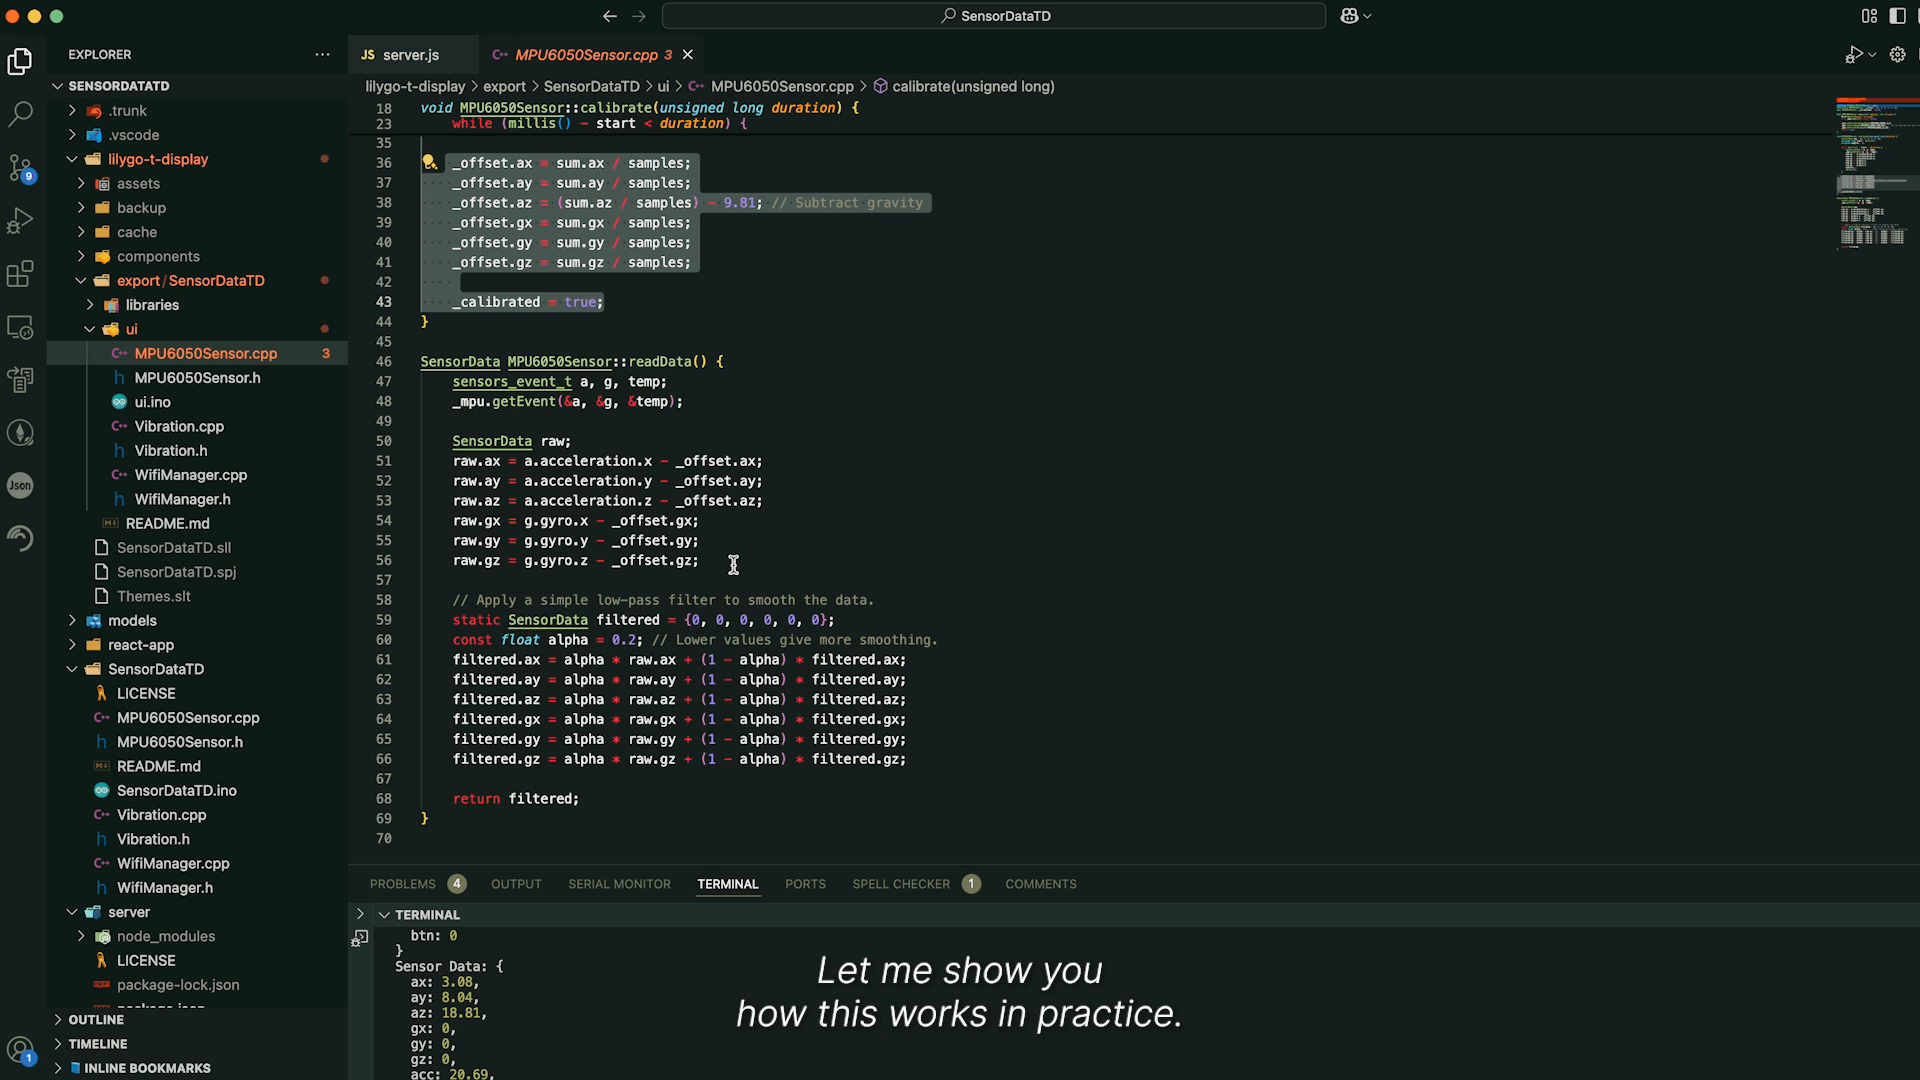 SensorDataTD
EXPLORER
SENSORDATATD
.trunk
.vscode
lilygo-t-display
assets
backup
cache
components
export/SensorDataTD
libraries
ui
MPU6050Sensor.cpp 3
MPU6050Sensor.h
ui.ino
Vibration.cpp
Vibration.h
WifiManager.cpp
WifiManager.h
README.md
SensorDataTD.sll
SensorDataTD.spj
Themes.slt
models
react-app
SensorDataTD
LICENSE
MPU6050Sensor.cpp
MPU6050Sensor.h
README.md
SensorDataTD.ino
Vibration.cpp
Vibration.h
WifiManager.cpp
WifiManager.h
server
node_modules
LICENSE
package-lock.json
OUTLINE
TIMELINE
INLINE BOOKMARKS
9
Json
1
JS server.js
MPU6050Sensor.cpp 3
lilygo-t-display > export > SensorDataTD > ui > MPU6050Sensor.cpp > calibrate(unsigned long)
18 void MPU6050Sensor::calibrate(unsigned long duration) {
23 while (millis() - start < duration) {
35
36 _offset.ax = sum.ax / samples;
37 _offset.ay = sum.ay / samples;
38 _offset.az = (sum.az / samples) - 9.81; // Subtract gravity
39 _offset.gx = sum.gx / samples;
40 _offset.gy = sum.gy / samples;
41 _offset.gz = sum.gz / samples;
42
43 _calibrated = true;
44 }
45
46 SensorData MPU6050Sensor::readData() {
47 sensors_event_t a, g, temp;
48 _mpu.getEvent(&a, &g, &temp);
49
50 SensorData raw;
51 raw.ax = a.acceleration.x - _offset.ax;
52 raw.ay = a.acceleration.y - _offset.ay;
53 raw.az = a.acceleration.z - _offset.az;
54 raw.gx = g.gyro.x - _offset.gx;
55 raw.gy = g.gyro.y - _offset.gy;
56 raw.gz = g.gyro.z - _offset.gz;
57
58 // Apply a simple low-pass filter to smooth the data.
59 static SensorData filtered = {0, 0, 0, 0, 0, 0};
60 const float alpha = 0.2; // Lower values give more smoothing.
61 filtered.ax = alpha * raw.ax + (1 - alpha) * filtered.ax;
62 filtered.ay = alpha * raw.ay + (1 - alpha) * filtered.ay;
63 filtered.az = alpha * raw.az + (1 - alpha) * filtered.az;
64 filtered.gx = alpha * raw.gx + (1 - alpha) * filtered.gx;
65 filtered.gy = alpha * raw.gy + (1 - alpha) * filtered.gy;
66 filtered.gz = alpha * raw.gz + (1 - alpha) * filtered.gz;
67
68 return filtered;
69 }
70
PROBLEMS 4 OUTPUT SERIAL MONITOR TERMINAL PORTS SPELL CHECKER 1 COMMENTS
TERMINAL
btn: 0
}
Sensor Data: {
ax: 3.08,
ay: 8.04,
az: 18.81,
gx: 0,
gy: 0,
gz: 0,
acc: 20.69,
Let me show you
how this works in practice.